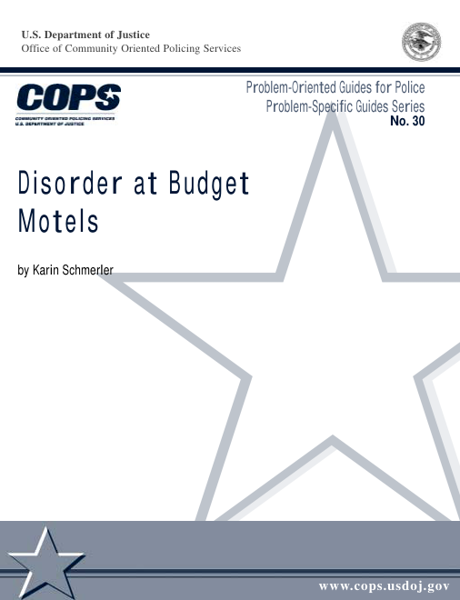 U.S. Department of Justice
Office of Community Oriented Policing Services
COPS
COMMUNITY ORIENTED POLICING SERVICES
U.S. DEPARTMENT OF JUSTICE
Problem-Oriented Guides for Police
Problem-Specific Guides Series
No. 30
Disorder at Budget
Motels
by Karin Schmerler
www.cops.usdoj.gov